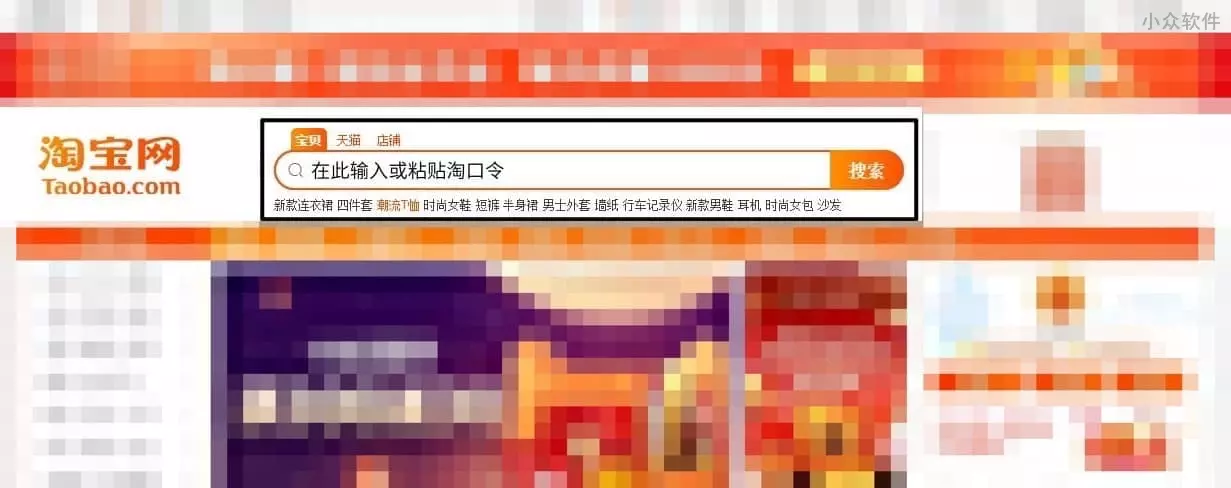 小众软件
淘宝网
Taobao.com
宝贝 天猫 店铺
在此输入或粘贴淘口令 搜索
新款连衣裙 四件套 潮流T恤 时尚女鞋 短裤 半身裙 男士外套 墙纸 行车记录仪 新款男鞋 耳机 时尚女包 沙发